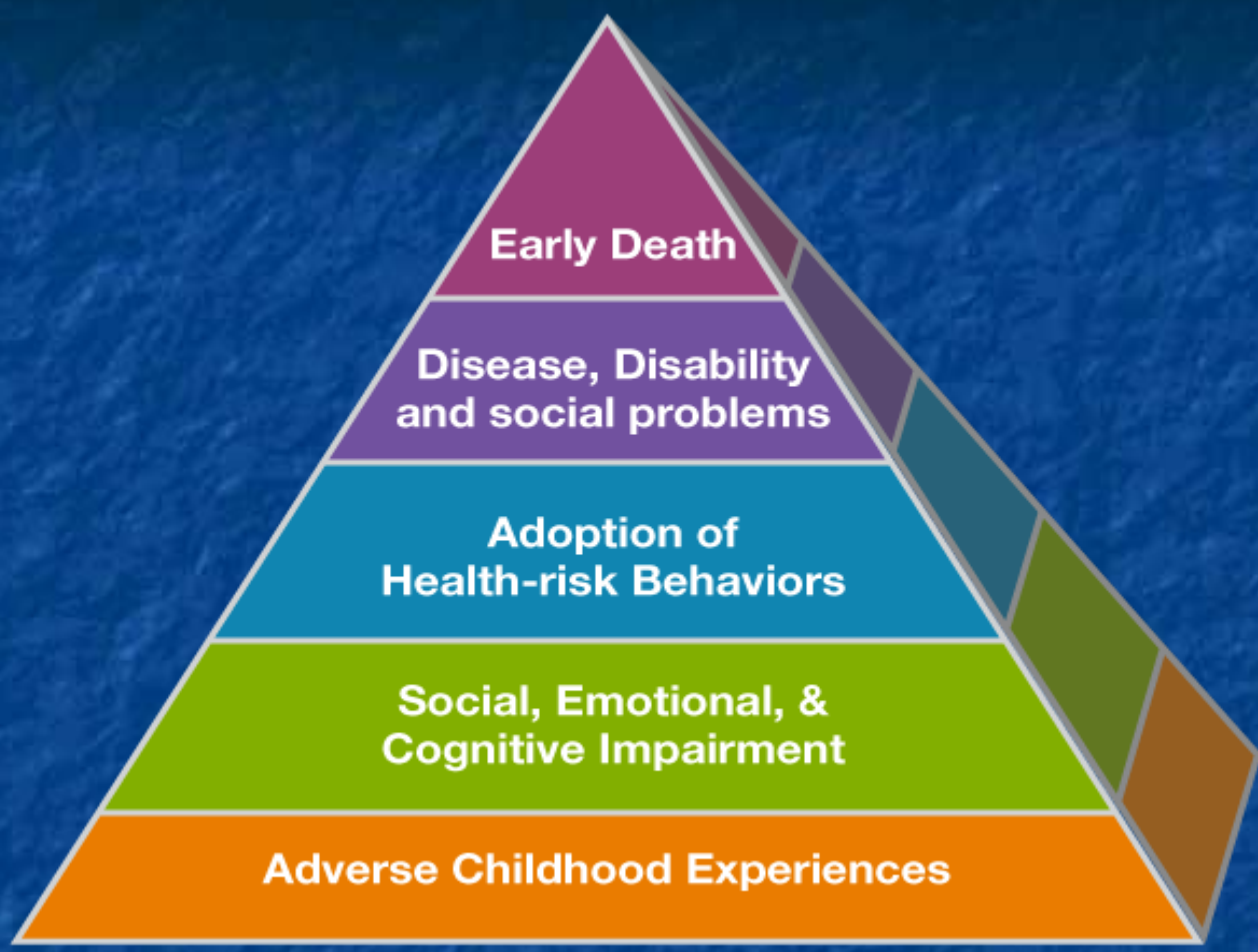 Early Death
Disease, Disability
and social problems
Adoption of
Health-risk Behaviors
Social, Emotional, &
Cognitive Impairment
Adverse Childhood Experiences